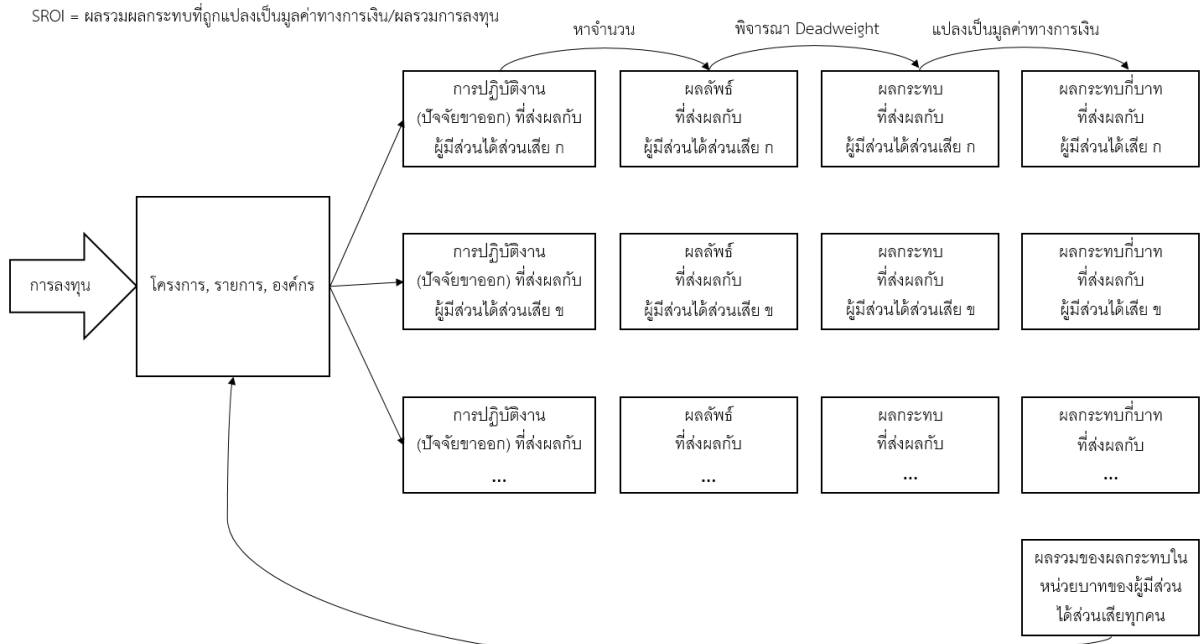 SROI = ผลรวมผลกระทบที่ถูกแปลงเป็นมูลค่าทางการเงิน/ผลรวมการลงทุน
หาจำนวน
พิจารณา Deadweight
แปลงเป็นมูลค่าทางการเงิน
การปฏิบัติงาน
(ปัจจัยขาออก) ที่ส่งผลกับ
ผู้มีส่วนได้ส่วนเสีย ก
ผลลัพธ์
ที่ส่งผลกับ
ผู้มีส่วนได้ส่วนเสีย ก
ผลกระทบ
ที่ส่งผลกับ
ผู้มีส่วนได้ส่วนเสีย ก
ผลกระทบกี่บาท
ที่ส่งผลกับ
ผู้มีส่วนได้เสีย ก
การลงทุน
โครงการ, รายการ, องค์กร
การปฏิบัติงาน
(ปัจจัยขาออก) ที่ส่งผลกับ
ผู้มีส่วนได้ส่วนเสีย ข
ผลลัพธ์
ที่ส่งผลกับ
ผู้มีส่วนได้ส่วนเสีย ข
ผลกระทบ
ที่ส่งผลกับ
ผู้มีส่วนได้ส่วนเสีย ข
ผลกระทบกี่บาท
ที่ส่งผลกับ
ผู้มีส่วนได้เสีย ข
การปฏิบัติงาน
(ปัจจัยขาออก) ที่ส่งผลกับ
...
ผลลัพธ์
ที่ส่งผลกับ
...
ผลกระทบ
ที่ส่งผลกับ
...
ผลกระทบกี่บาท
ที่ส่งผลกับ
...
ผลรวมของผลกระทบใน
หน่วยบาทของผู้มีส่วน
ได้ส่วนเสียทุกคน